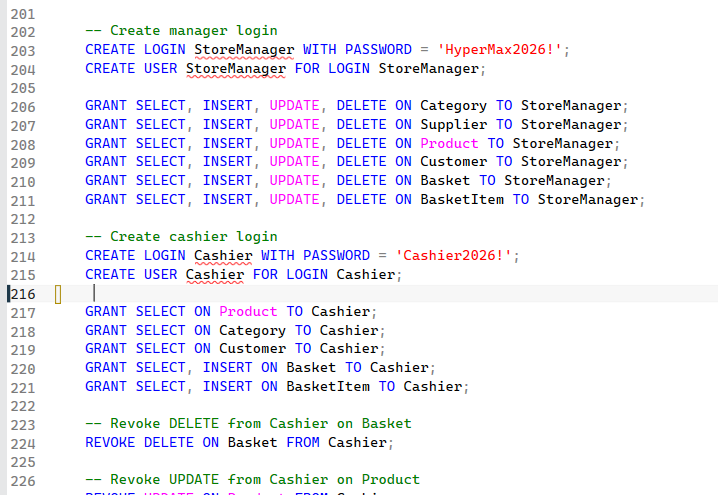 201
202 -- Create manager login
203 CREATE LOGIN StoreManager WITH PASSWORD = 'HyperMax2026!';
204 CREATE USER StoreManager FOR LOGIN StoreManager;
205
206 GRANT SELECT, INSERT, UPDATE, DELETE ON Category TO StoreManager;
207 GRANT SELECT, INSERT, UPDATE, DELETE ON Supplier TO StoreManager;
208 GRANT SELECT, INSERT, UPDATE, DELETE ON Product TO StoreManager;
209 GRANT SELECT, INSERT, UPDATE, DELETE ON Customer TO StoreManager;
210 GRANT SELECT, INSERT, UPDATE, DELETE ON Basket TO StoreManager;
211 GRANT SELECT, INSERT, UPDATE, DELETE ON BasketItem TO StoreManager;
212
213 -- Create cashier login
214 CREATE LOGIN Cashier WITH PASSWORD = 'Cashier2026!';
215 CREATE USER Cashier FOR LOGIN Cashier;
216
217 GRANT SELECT ON Product TO Cashier;
218 GRANT SELECT ON Category TO Cashier;
219 GRANT SELECT ON Customer TO Cashier;
220 GRANT SELECT, INSERT ON Basket TO Cashier;
221 GRANT SELECT, INSERT ON BasketItem TO Cashier;
222
223 -- Revoke DELETE from Cashier on Basket
224 REVOKE DELETE ON Basket FROM Cashier;
225
226 -- Revoke UPDATE from Cashier on Product